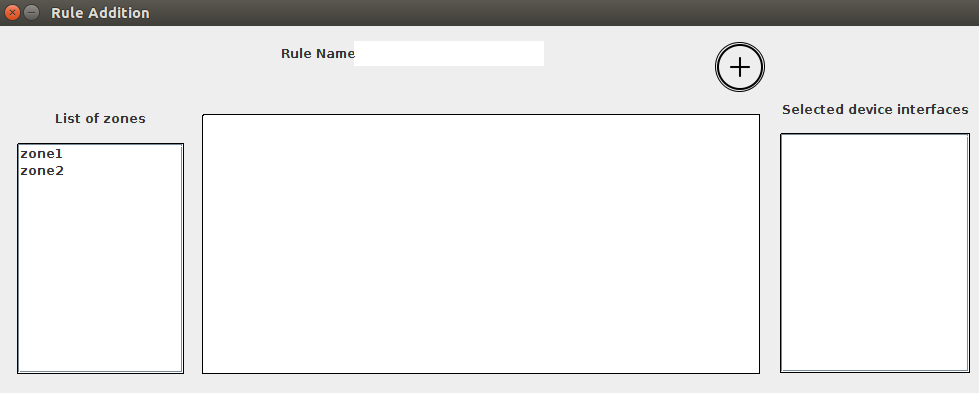 Rule Addition
Rule Name
List of zones
Selected device interfaces
zone1
zone2